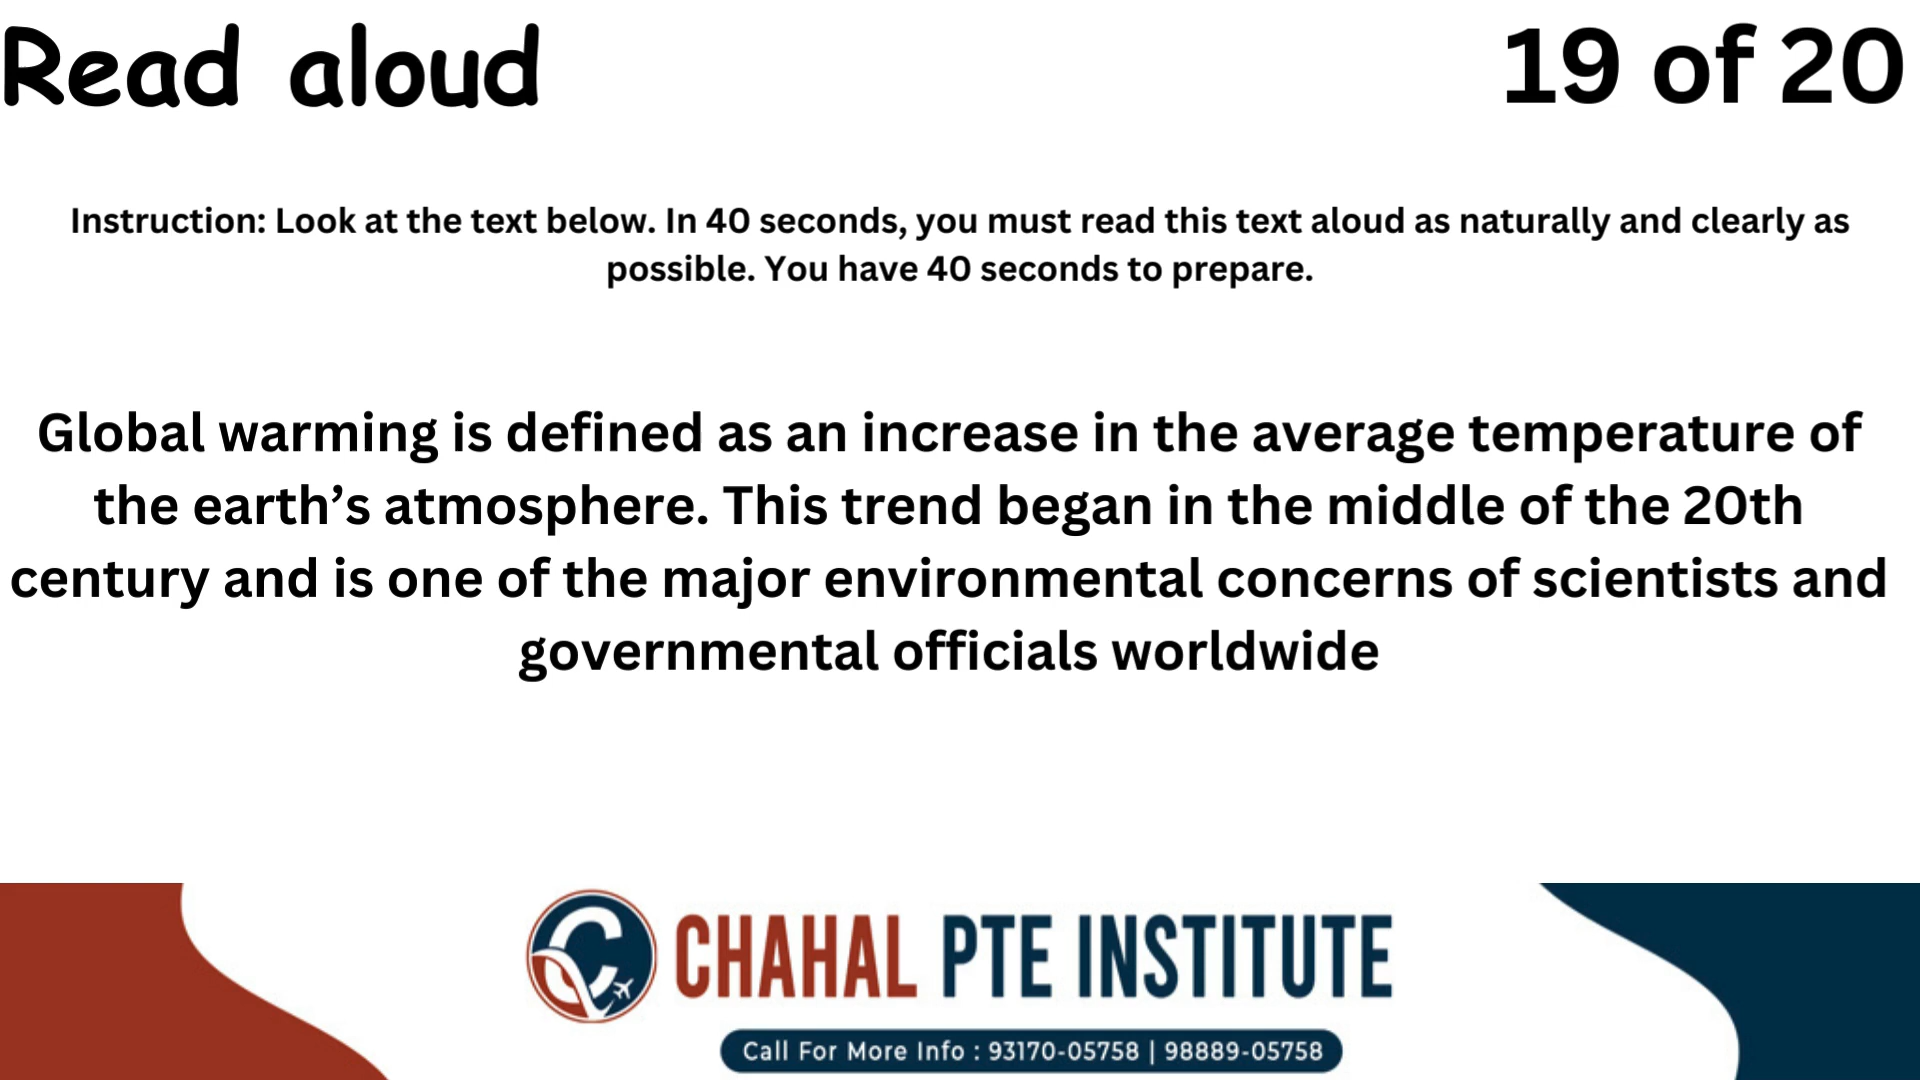 Read aloud
19 of 20
Instruction: Look at the text below. In 40 seconds, you must read this text aloud as naturally and clearly as
possible. You have 40 seconds to prepare.
Global warming is defined as an increase in the average temperature of
the earth’s atmosphere. This trend began in the middle of the 20th
century and is one of the major environmental concerns of scientists and
governmental officials worldwide
CHAHAL PTE INSTITUTE
Call For More Info : 93170-05758 | 98889-05758